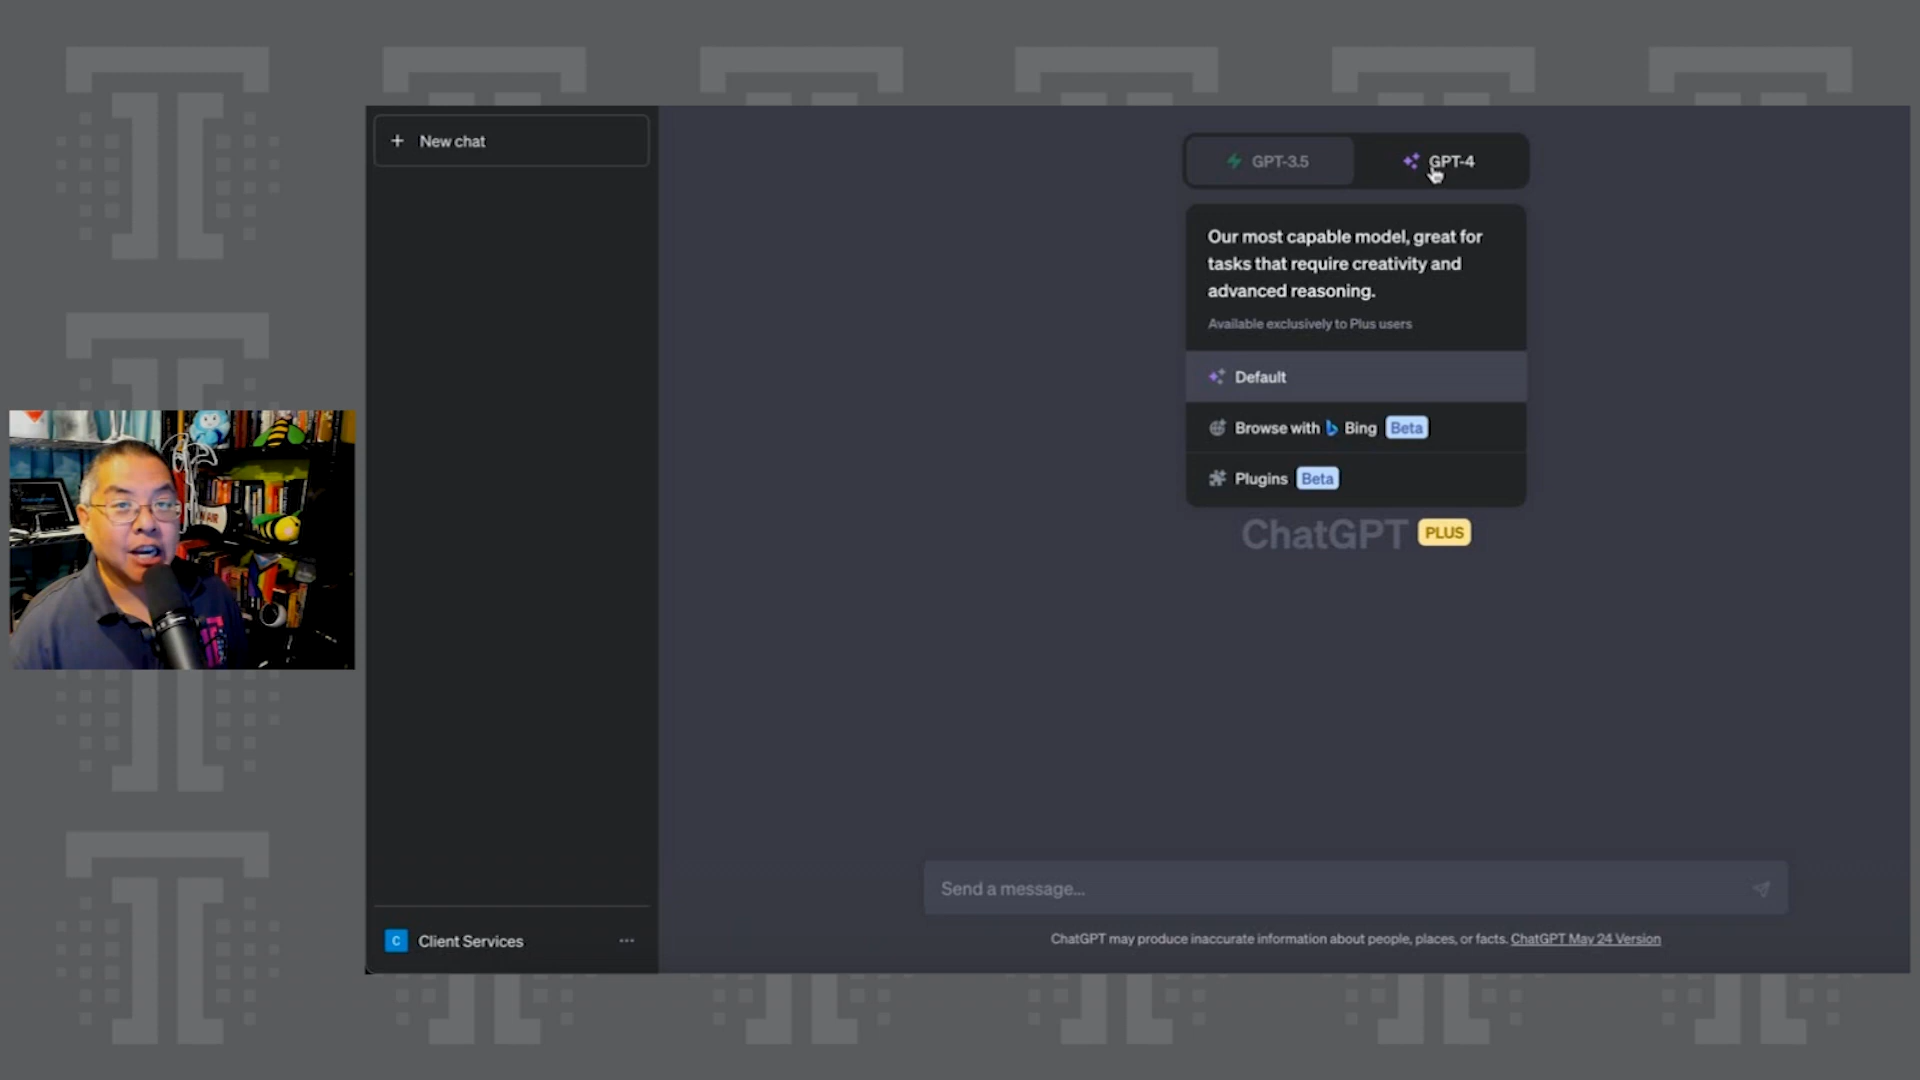 + New chat
GPT-3.5
GPT-4
Our most capable model, great for
tasks that require creativity and
advanced reasoning.
Available exclusively to Plus users
Default
Browse with Bing Beta
Plugins Beta
ChatGPT PLUS
ON AIR
Send a message...
C Client Services ...
ChatGPT may produce inaccurate information about people, places, or facts. ChatGPT May 24 Version